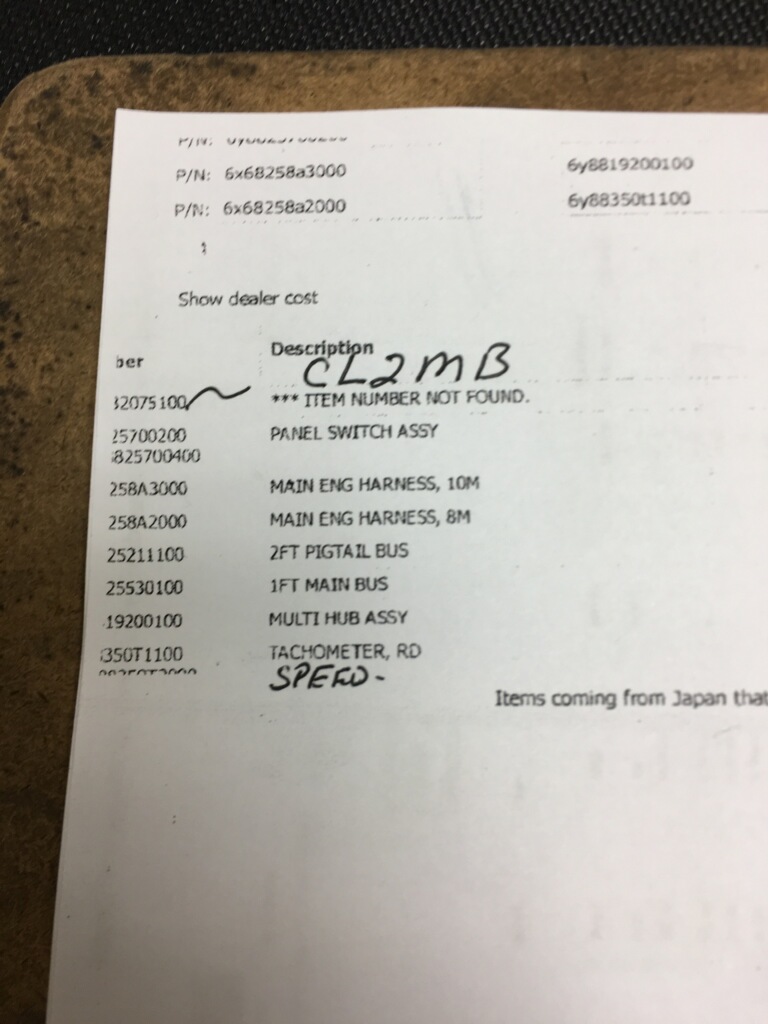 P/N:
P/N: 6x68258a3000 6y8819200100
P/N: 6x68258a2000 6y88350t1100
Show dealer cost
ber Description
CL2MB
32075100 *** ITEM NUMBER NOT FOUND.
25700200 PANEL SWITCH ASSY
825700400
258A3000 MAIN ENG HARNESS, 10M
258A2000 MAIN ENG HARNESS, 8M
25211100 2FT PIGTAIL BUS
25530100 1FT MAIN BUS
19200100 MULTI HUB ASSY
350T1100 TACHOMETER, RD
SPEED-
Items coming from Japan that